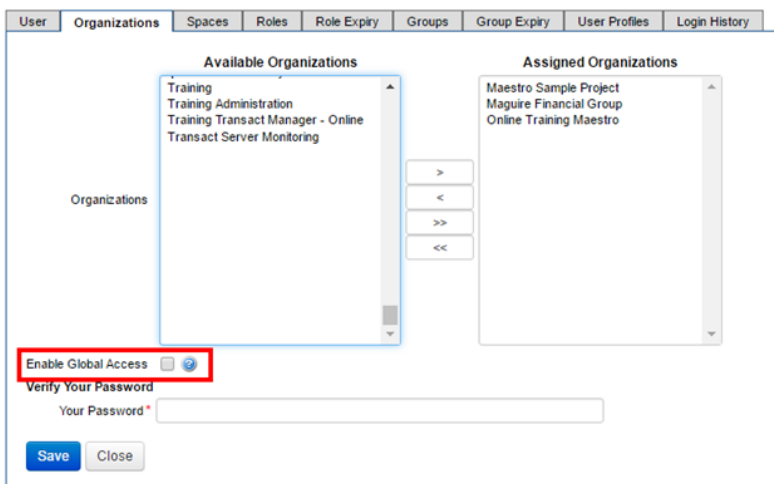 User Organizations Spaces Roles Role Expiry Groups Group Expiry User Profiles Login History
Available Organizations
Training
Training Administration
Training Transact Manager - Online
Transact Server Monitoring
Organizations
>
<
>>
<<
Assigned Organizations
Maestro Sample Project
Maguire Financial Group
Online Training Maestro
Enable Global Access ?
Verify Your Password
Your Password *
Save Close